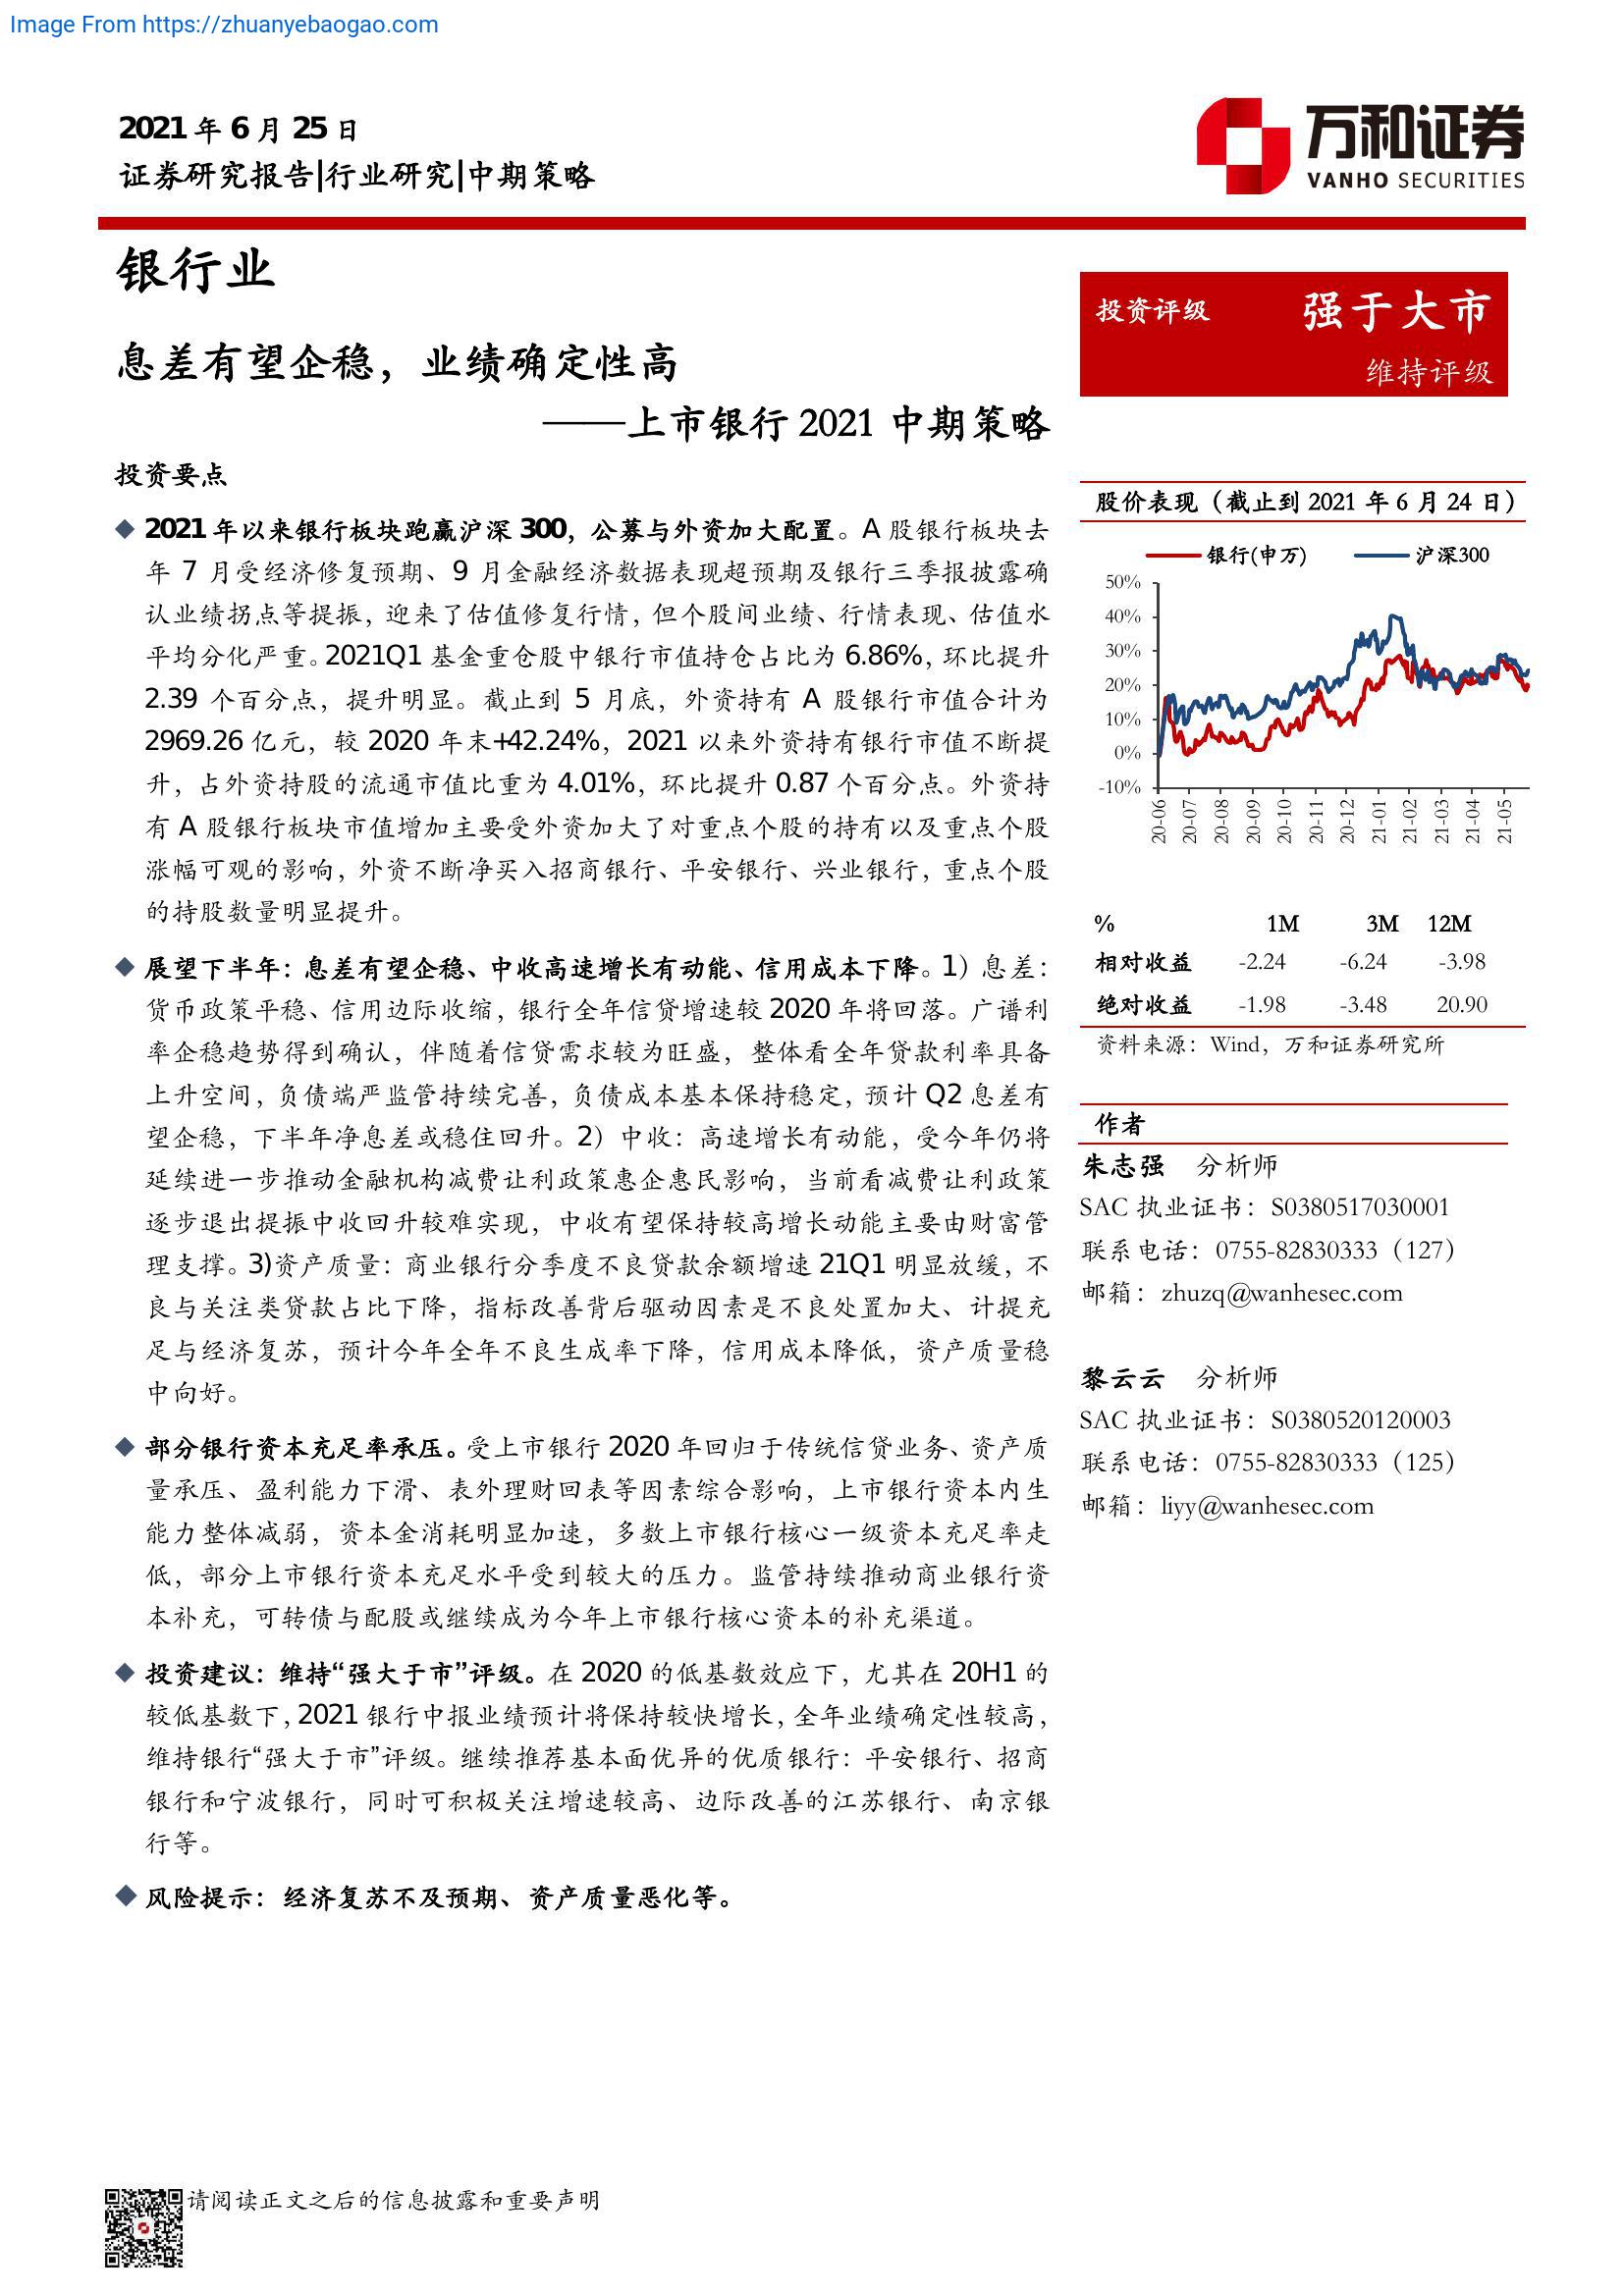 Image From https://zhuanyebaogao.com
2021 年 6 月 25 日
证券研究报告|行业研究|中期策略
万和证券
VANHO SECURITIES
银行业
息差有望企稳，业绩确定性高
——上市银行 2021 中期策略
投资要点
◆ 2021 年以来银行板块跑赢沪深 300，公募与外资加大配置。A 股银行板块去
年 7 月受经济修复预期、9 月金融经济数据表现超预期及银行三季报披露确
认业绩拐点等提振，迎来了估值修复行情，但个股间业绩、行情表现、估值水
平均分化严重。2021Q1 基金重仓股中银行市值持仓占比为 6.86%，环比提升
2.39 个百分点，提升明显。截止到 5 月底，外资持有 A 股银行市值合计为
2969.26 亿元，较 2020 年末+42.24%，2021 以来外资持有银行市值不断提
升，占外资持股的流通市值比重为 4.01%，环比提升 0.87 个百分点。外资持
有 A 股银行板块市值增加主要受外资加大了对重点个股的持有以及重点个股
涨幅可观的影响，外资不断净买入招商银行、平安银行、兴业银行，重点个股
的持股数量明显提升。
◆ 展望下半年：息差有望企稳、中收高速增长有动能、信用成本下降。1）息差：
货币政策平稳、信用边际收缩，银行全年信贷增速较 2020 年将回落。广谱利
率企稳趋势得到确认，伴随着信贷需求较为旺盛，整体看全年贷款利率具备
上升空间，负债端严监管持续完善，负债成本基本保持稳定，预计 Q2 息差有
望企稳，下半年净息差或稳住回升。2）中收：高速增长有动能，受今年仍将
延续进一步推动金融机构减费让利政策惠企惠民影响，当前看减费让利政策
逐步退出提振中收回升较难实现，中收有望保持较高增长动能主要由财富管
理支撑。3)资产质量：商业银行分季度不良贷款余额增速 21Q1 明显放缓，不
良与关注类贷款占比下降，指标改善背后驱动因素是不良处置加大、计提充
足与经济复苏，预计今年全年不良生成率下降，信用成本降低，资产质量稳
中向好。
◆ 部分银行资本充足率承压。受上市银行 2020 年回归于传统信贷业务、资产质
量承压、盈利能力下滑、表外理财回表等因素综合影响，上市银行资本内生
能力整体减弱，资本金消耗明显加速，多数上市银行核心一级资本充足率走
低，部分上市银行资本充足水平受到较大的压力。监管持续推动商业银行资
本补充，可转债与配股或继续成为今年上市银行核心资本的补充渠道。
◆ 投资建议：维持“强大于市”评级。在 2020 的低基数效应下，尤其在 20H1 的
较低基数下，2021 银行中报业绩预计将保持较快增长，全年业绩确定性较高，
维持银行“强大于市”评级。继续推荐基本面优异的优质银行：平安银行、招商
银行和宁波银行，同时可积极关注增速较高、边际改善的江苏银行、南京银
行等。
◆ 风险提示：经济复苏不及预期、资产质量恶化等。
投资评级 强于大市
维持评级
股价表现（截止到 2021 年 6 月 24 日）
银行(申万) 沪深300
50%
40%
30%
20%
10%
0%
-10%
20-06 20-07 20-08 20-09 20-10 20-11 20-12 21-01 21-02 21-03 21-04 21-05
% 1M 3M 12M
相对收益 -2.24 -6.24 -3.98
绝对收益 -1.98 -3.48 20.90
资料来源：Wind，万和证券研究所
作者
朱志强 分析师
SAC 执业证书：S0380517030001
联系电话：0755-82830333（127）
邮箱：zhuzq@wanhesec.com
黎云云 分析师
SAC 执业证书：S0380520120003
联系电话：0755-82830333（125）
邮箱：liyy@wanhesec.com
请阅读正文之后的信息披露和重要声明